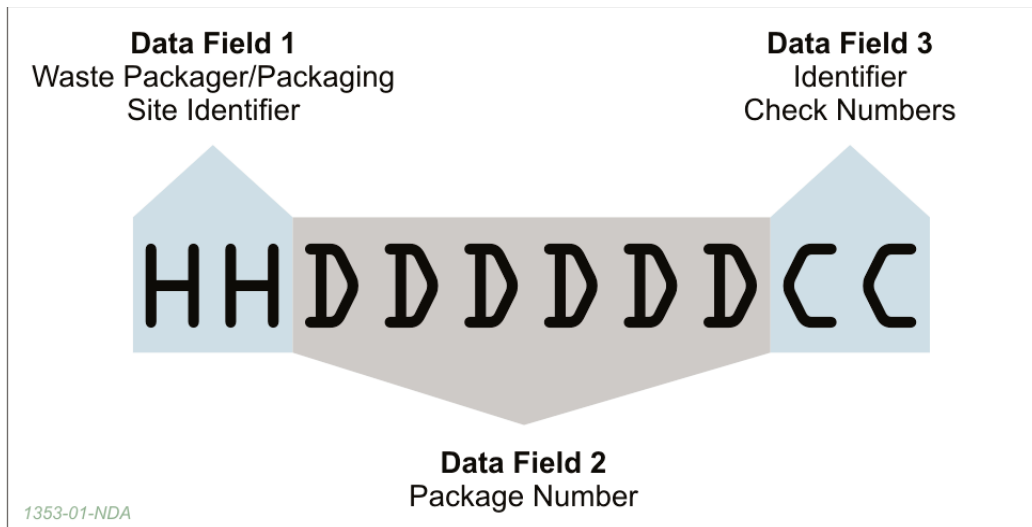 Data Field 1
Waste Packager/Packaging
Site Identifier
Data Field 3
Identifier
Check Numbers
HHDDDDDDCC
Data Field 2
Package Number
1353-01-NDA